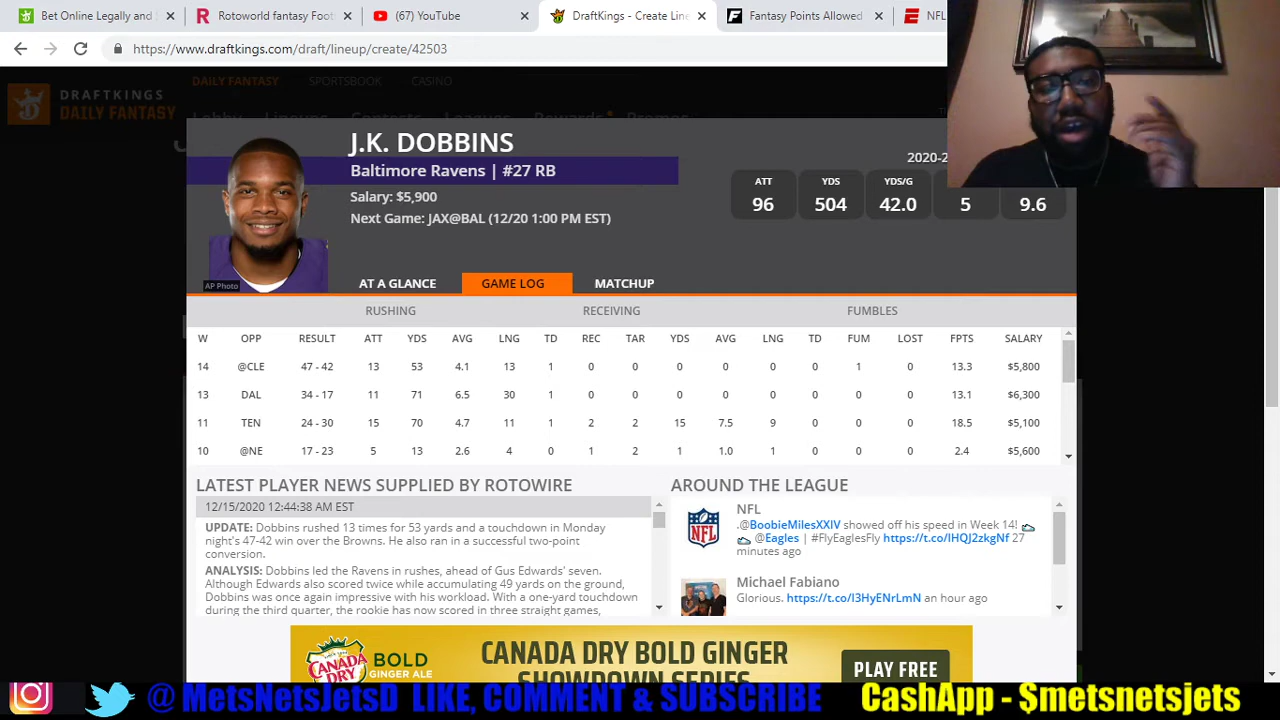 Bet Online Legally and
Rotoworld fantasy Foot
(67) YouTube
DraftKings - Create Line
Fantasy Points Allowed
NFL
https://www.draftkings.com/draft/lineup/create/42503
DAILY FANTASY SPORTSBOOK CASINO
DRAFTKINGS
DAILY FANTASY
Lobby Lineups Contests Leagues Rewards Promos
J.K. DOBBINS
Baltimore Ravens | #27 RB
Salary: $5,900
Next Game: JAX@BAL (12/20 1:00 PM EST)
2020-2
ATT YDS YDS/G
96 504 42.0 5 9.6
AP Photo
AT A GLANCE GAME LOG MATCHUP
RUSHING RECEIVING FUMBLES
W OPP RESULT ATT YDS AVG LNG TD REC TAR YDS AVG LNG TD FUM LOST FPTS SALARY
14 @CLE 47 - 42 13 53 4.1 13 1 0 0 0 0 0 0 1 0 13.3 $5,800
13 DAL 34 - 17 11 71 6.5 30 1 0 0 0 0 0 0 0 0 13.1 $6,300
11 TEN 24 - 30 15 70 4.7 11 1 2 2 15 7.5 9 0 0 0 18.5 $5,100
10 @NE 17 - 23 5 13 2.6 4 0 1 2 1 1.0 1 0 0 0 2.4 $5,600
LATEST PLAYER NEWS SUPPLIED BY ROTOWIRE
12/15/2020 12:44:38 AM EST
UPDATE: Dobbins rushed 13 times for 53 yards and a touchdown in Monday
night's 47-42 win over the Browns. He also ran in a successful two-point
conversion.
ANALYSIS: Dobbins led the Ravens in rushes, ahead of Gus Edwards' seven.
Although Edwards also scored twice while accumulating 49 yards on the ground,
Dobbins was once again impressive with his workload. With a one-yard touchdown
during the third quarter, the rookie has now scored in three straight games,
AROUND THE LEAGUE
NFL
.@BoobieMilesXXIV showed off his speed in Week 14!
@Eagles | #FlyEaglesFly https://t.co/IHQJ2zkgNf 27
minutes ago
Michael Fabiano
Glorious. https://t.co/I3HyENrLmN an hour ago
CANADA DRY
BOLD
GINGER ALE
CANADA DRY BOLD GINGER
SHOWDOWN SERIES
PLAY FREE
@MetsNetsJetsD LIKE, COMMENT & SUBSCRIBE CashApp - $metsnetsjets